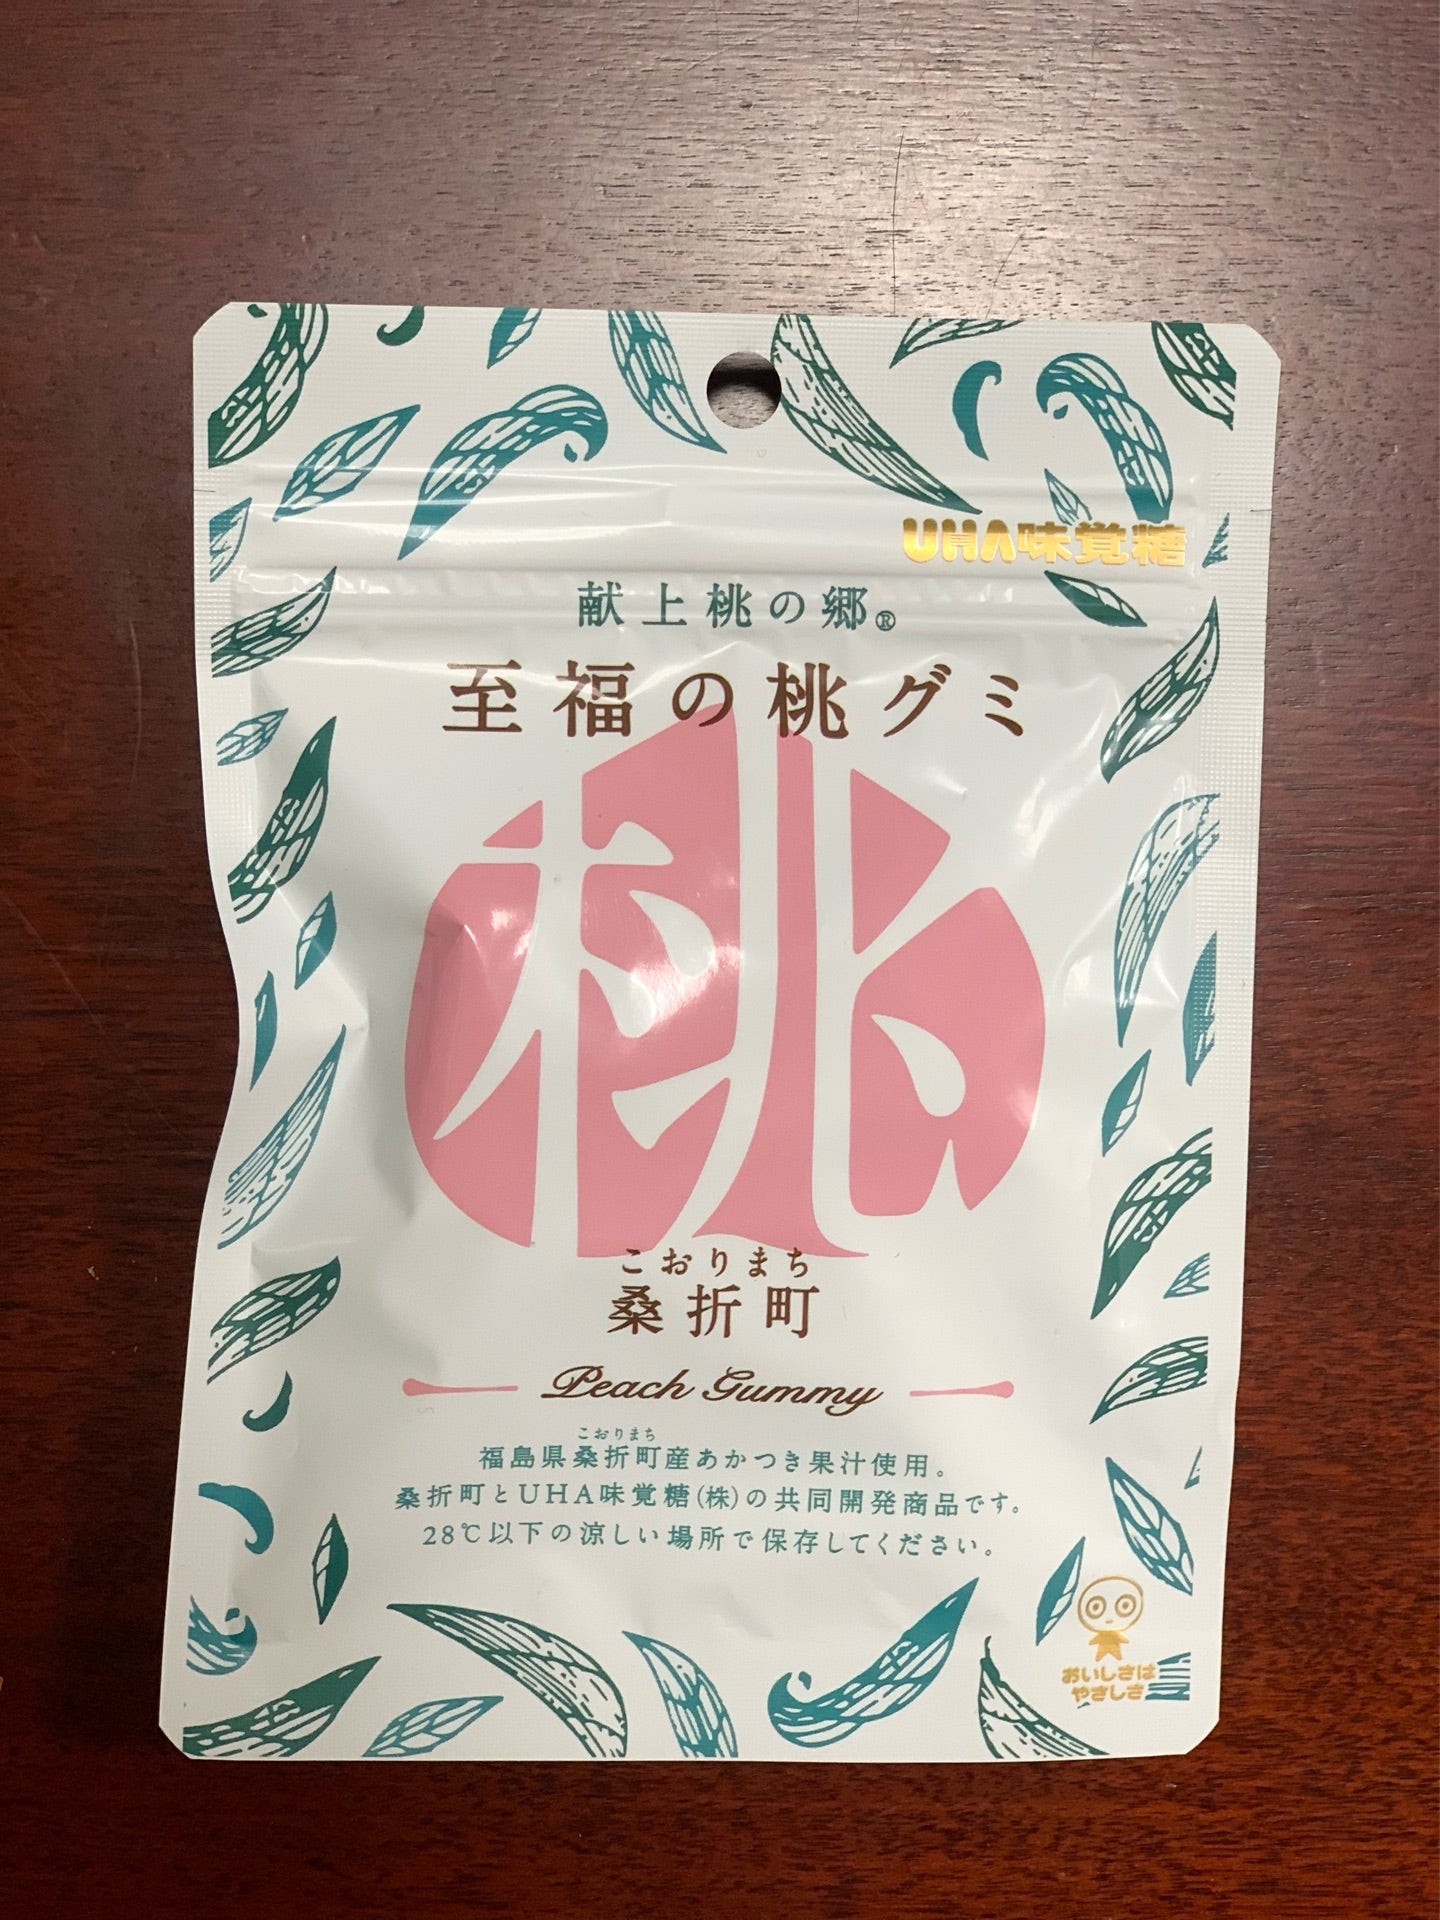 UHA味覚糖
献上桃の郷®
至福の桃グミ
桃
こおりまち
桑折町
Peach Gummy
こおりまち
福島県桑折町産あかつき果汁使用。
桑折町とUHA味覚糖(株)の共同開発商品です。
28℃以下の涼しい場所で保存してください。
おいしさは
やさしさ